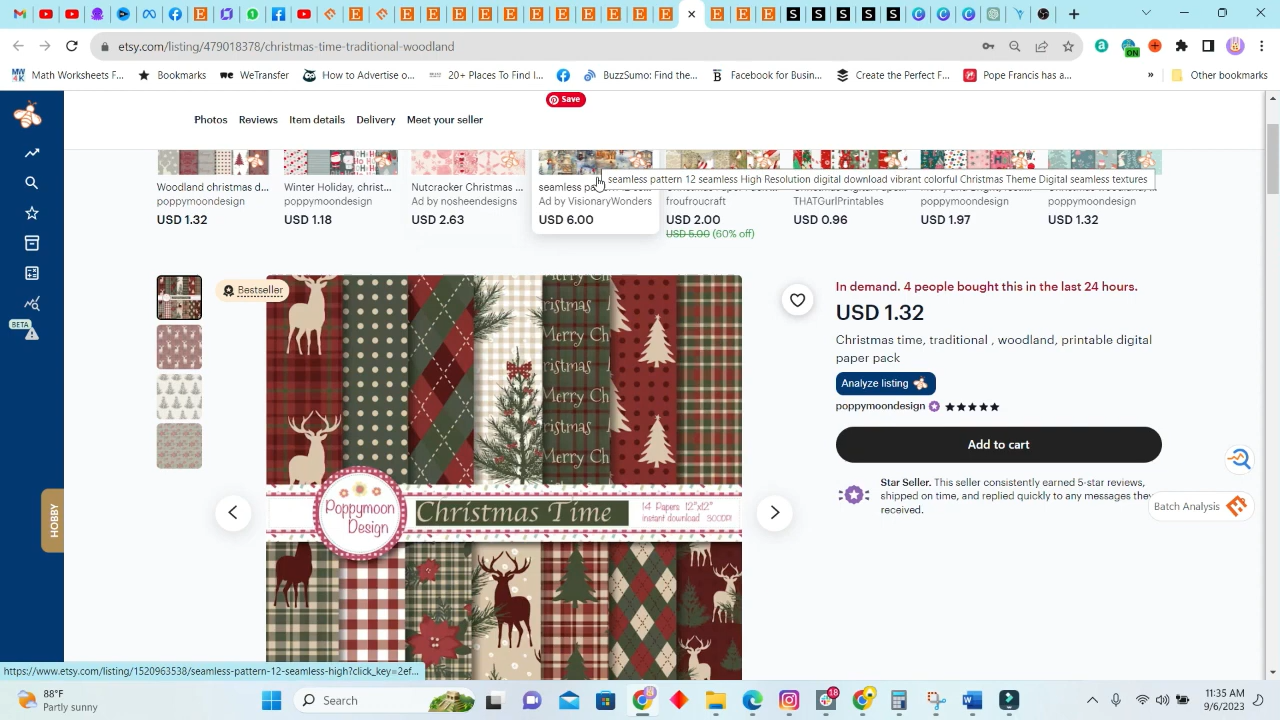 etsy.com/listing/479018378/christmas-time-traditional-woodland
ON
Math Worksheets F...
Bookmarks
WeTransfer
How to Advertise o...
20+ Places To Find I...
BuzzSumo: Find the...
Facebook for Busin...
Create the Perfect F...
Pope Francis has a...
»
Other bookmarks
Save
Photos
Reviews
Item details
Delivery
Meet your seller
seamless pattern 12 seamless High Resolution digital download vibrant colorful Christmas Theme Digital seamless textures
Woodland christmas d...
Winter Holiday, christ...
Nutcracker Christmas ...
poppymoondesign
poppymoondesign
Ad by nosheendesigns
Ad by VisionaryWonders
froufroucraft
THATGurlPrintables
poppymoondesign
poppymoondesign
USD 1.32
USD 1.18
USD 2.63
USD 6.00
USD 2.00
USD 0.96
USD 1.97
USD 1.32
USD 5.00 (60% off)
Bestseller
In demand. 4 people bought this in the last 24 hours.
USD 1.32
Christmas time, traditional , woodland, printable digital
paper pack
Analyze listing
poppymoondesign
Add to cart
Star Seller. This seller consistently earned 5-star reviews,
shipped on time, and replied quickly to any messages they
received.
Batch Analysis
BETA
HOBBY
Merry Ch
Merry Ch
Merry Ch
Poppymoon
Design
Christmas Time
14 Papers 12"x12"
instant download 300DPI
https://www.etsy.com/listing/1520963538/seamless-pattern-12-seamless-high?click_key=2ef...
88°F
Partly sunny
Search
18
11:35 AM
9/6/2023